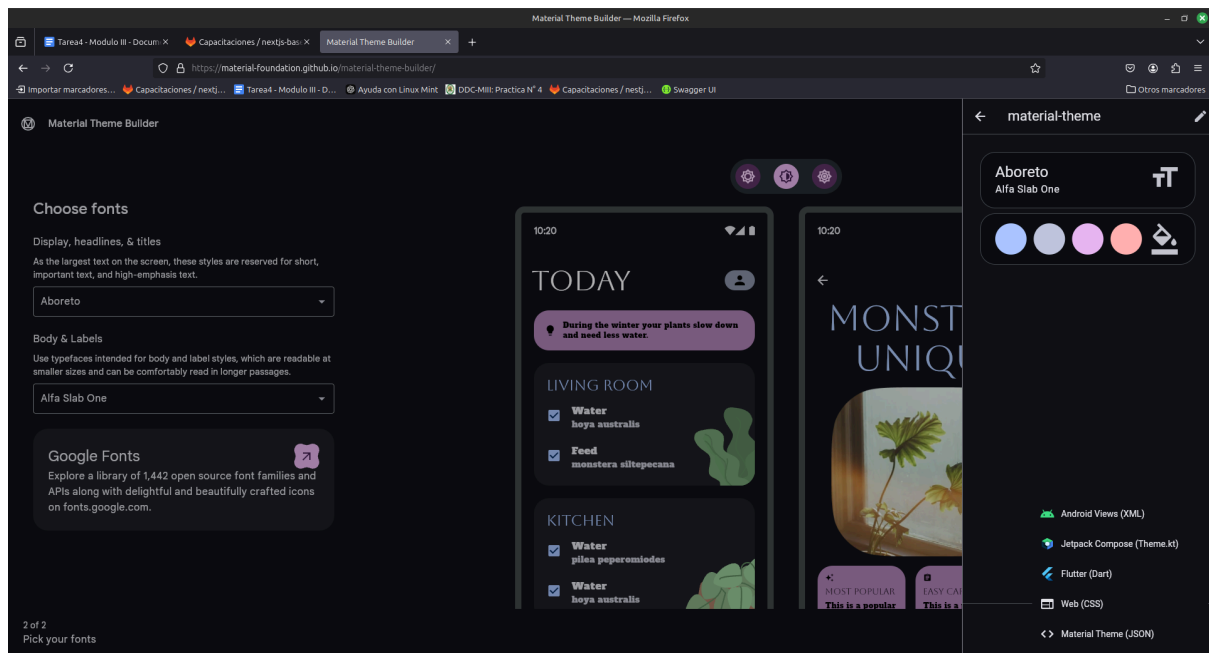 Material Theme Builder — Mozilla Firefox
Tarea4 - Modulo III - Docum
Capacitaciones / nextjs-bas
Material Theme Builder
https://material-foundation.github.io/material-theme-builder/
Importar marcadores...
Capacitaciones / nextj...
Tarea4 - Modulo III - D...
Ayuda con Linux Mint
DDC-MIII: Practica N° 4
Capacitaciones / nestj...
Swagger UI
Otros marcadores
Material Theme Builder
Choose fonts
Display, headlines, & titles
As the largest text on the screen, these styles are reserved for short,
important text, and high-emphasis text.
Aboreto
Body & Labels
Use typefaces intended for body and label styles, which are readable at
smaller sizes and can be comfortably read in longer passages.
Alfa Slab One
Google Fonts
Explore a library of 1,442 open source font families and
APIs along with delightful and beautifully crafted icons
on fonts.google.com.
2 of 2
Pick your fonts
10:20
TODAY
During the winter your plants slow down
and need less water.
LIVING ROOM
Water
hoya australis
Feed
monstera siltepecana
KITCHEN
Water
pilea peperomiodes
Water
hoya australis
10:20
MONST
UNIQU
MOST POPULAR
This is a popular
EASY CA
This is a
material-theme
Aboreto
Alfa Slab One
TT
Android Views (XML)
Jetpack Compose (Theme.kt)
Flutter (Dart)
Web (CSS)
Material Theme (JSON)